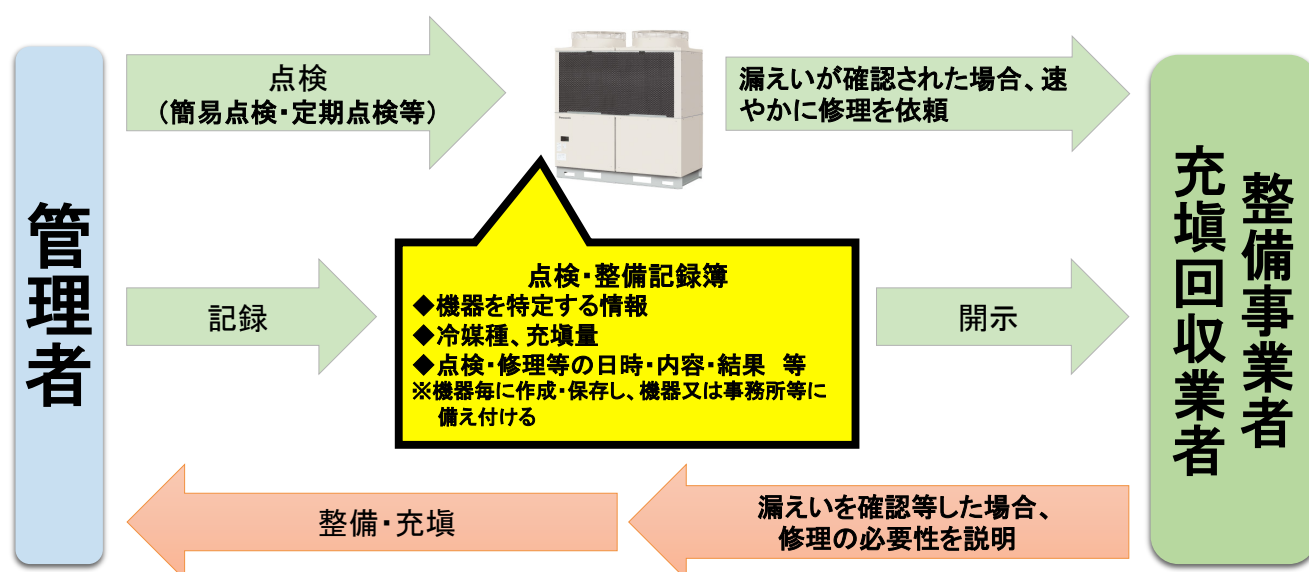 管理者
点検
（簡易点検・定期点検等）
漏えいが確認された場合、速
やかに修理を依頼
記録
点検・整備記録簿
◆機器を特定する情報
◆冷媒種、充塡量
◆点検・修理等の日時・内容・結果　等
※機器毎に作成・保存し、機器又は事務所等に
備え付ける
開示
整備事業者
充塡回収業者
整備・充塡
漏えいを確認等した場合、
修理の必要性を説明